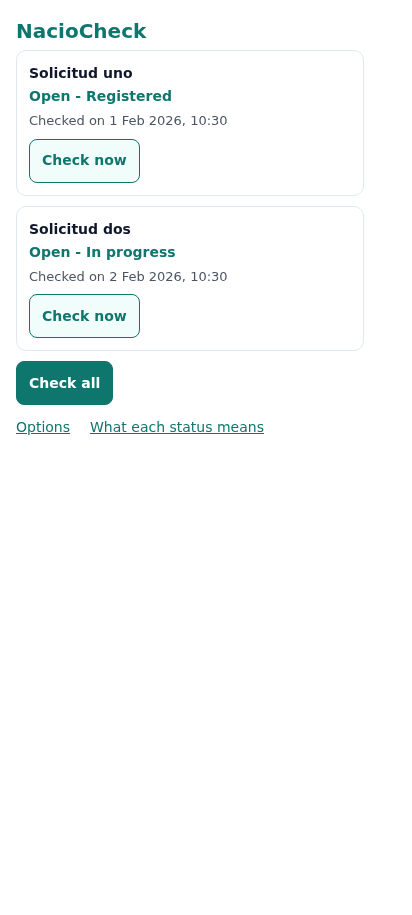 NacioCheck
Solicitud uno
Open - Registered
Checked on 1 Feb 2026, 10:30
Check now
Solicitud dos
Open - In progress
Checked on 2 Feb 2026, 10:30
Check now
Check all
Options What each status means